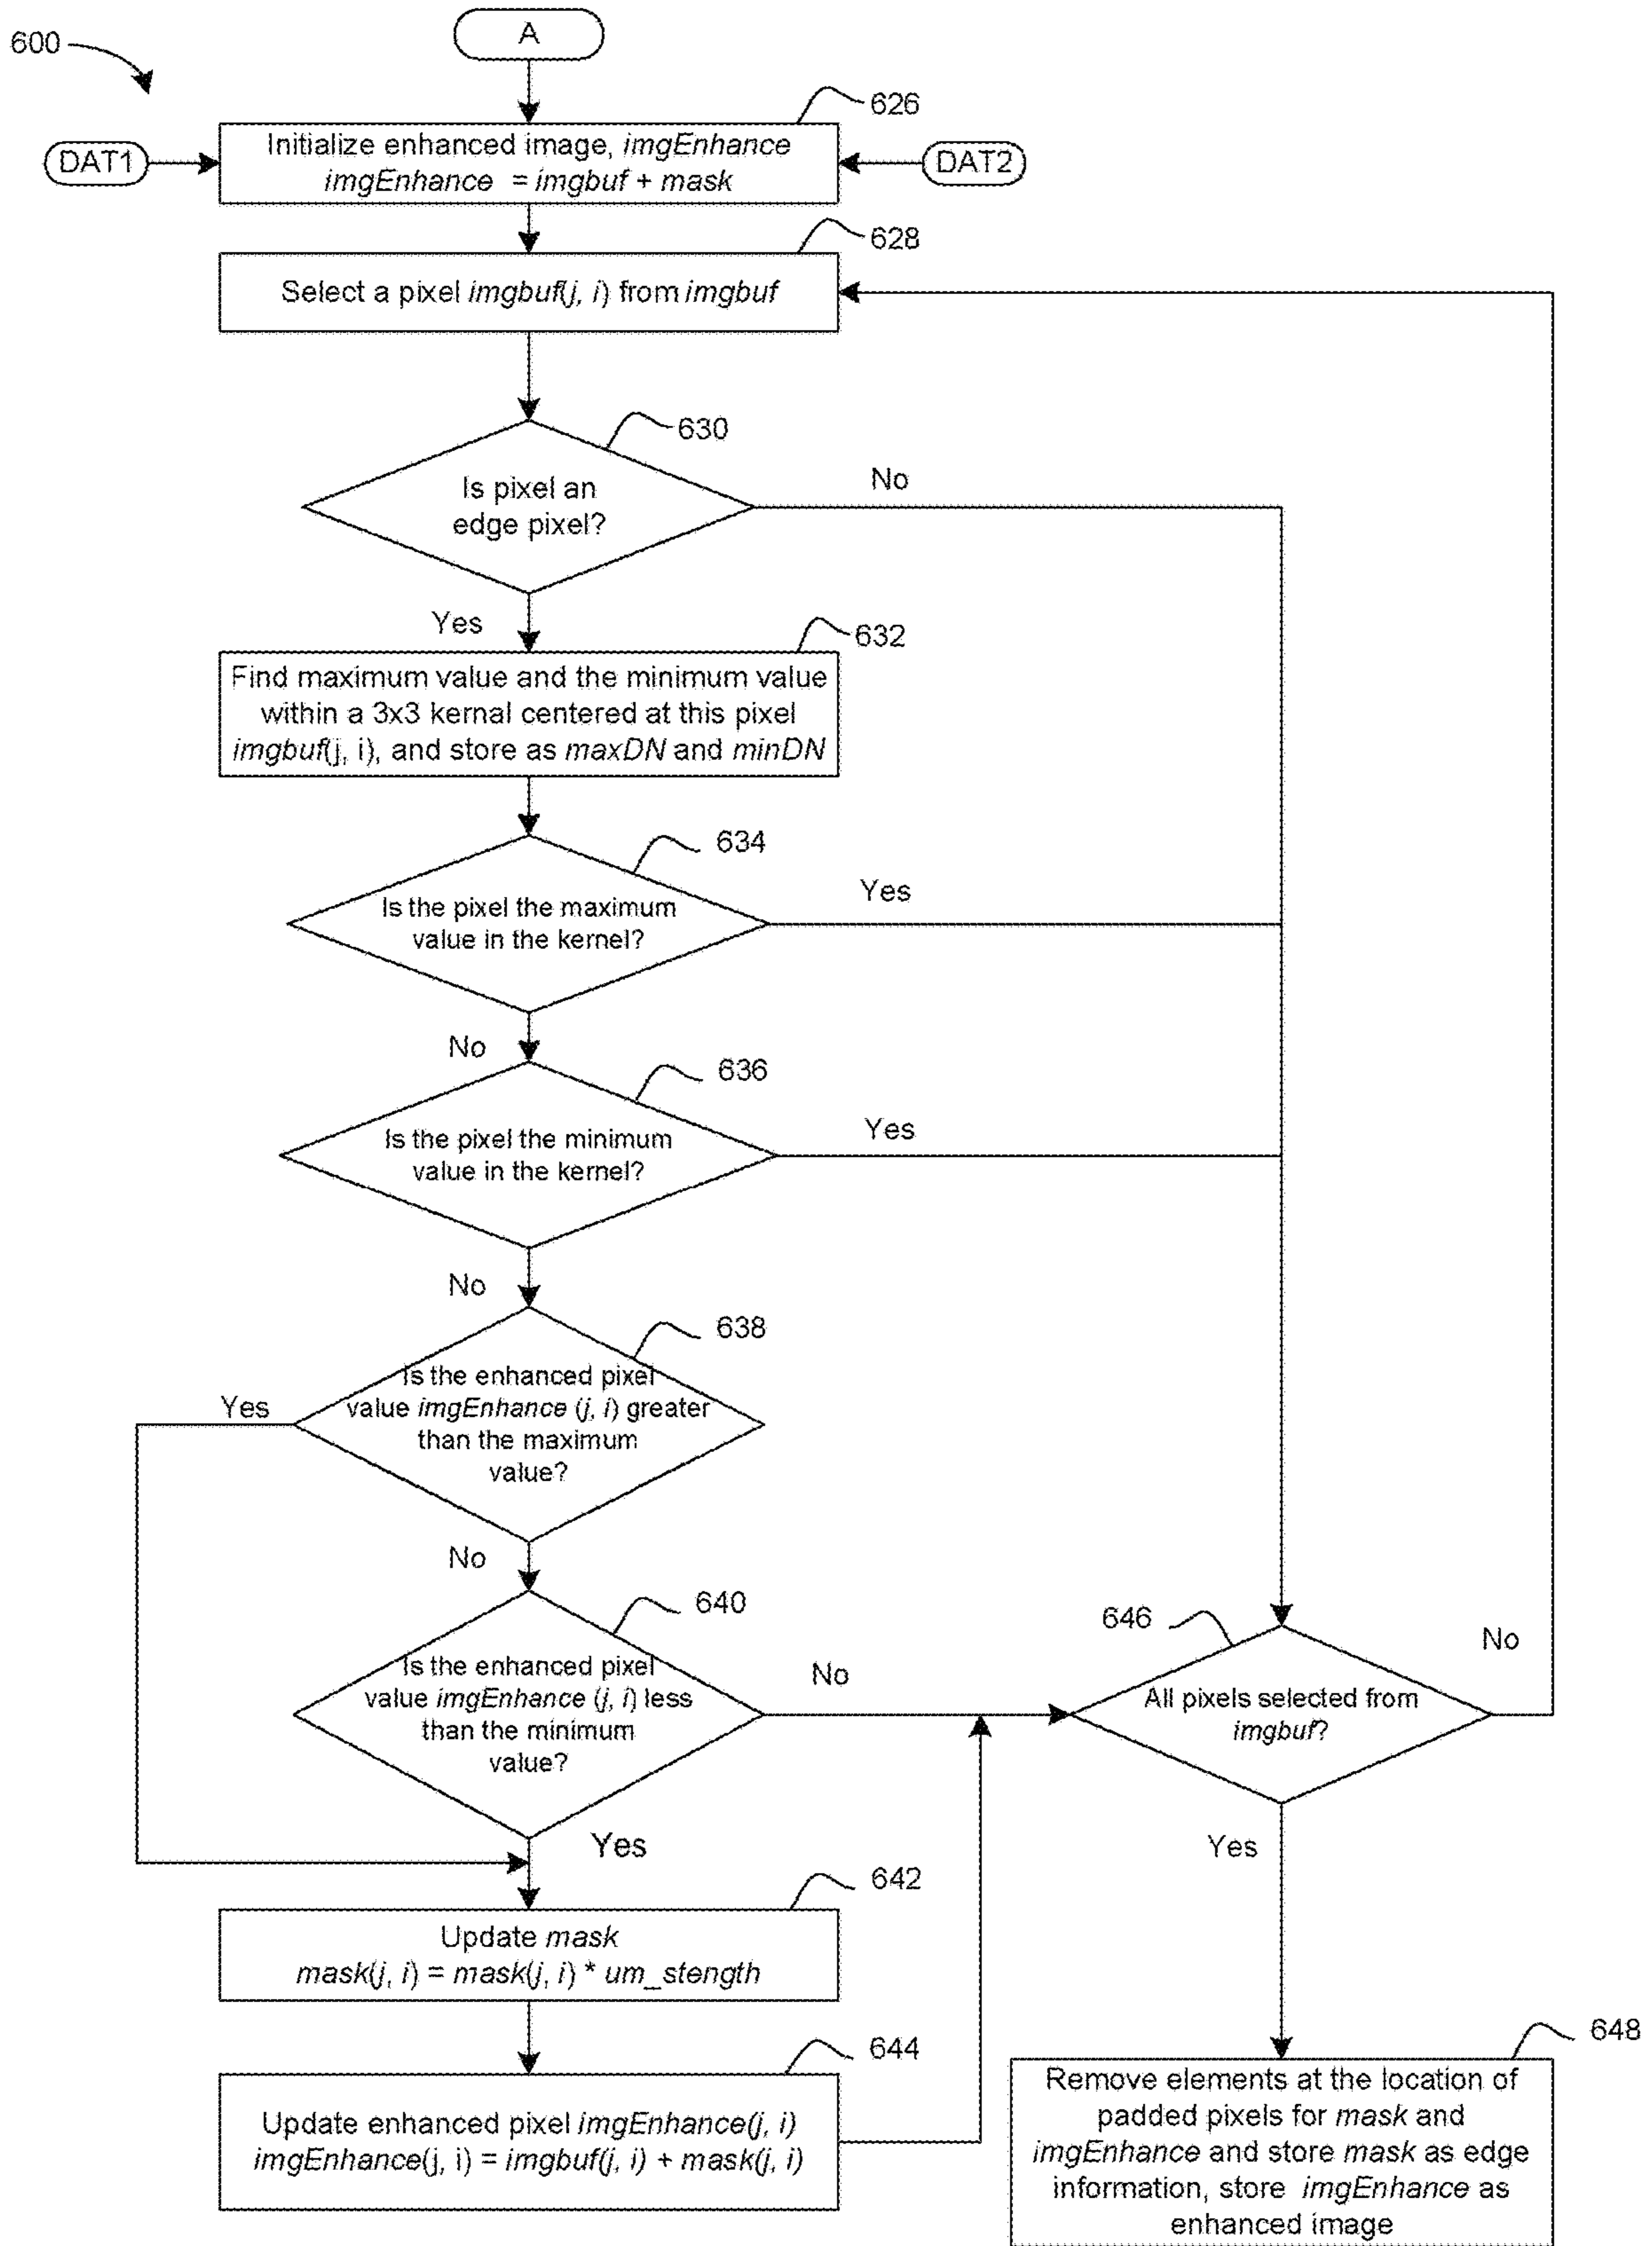 600
A
626
DAT1
Initialize enhanced image, imgEnhance
imgEnhance = imgbuf + mask
DAT2
628
Select a pixel imgbuf(j, i) from imgbuf
630
Is pixel an
edge pixel?
No
Yes
632
Find maximum value and the minimum value
within a 3x3 kernal centered at this pixel
imgbuf(j, i), and store as maxDN and minDN
634
Is the pixel the maximum
value in the kernel?
Yes
No
636
Is the pixel the minimum
value in the kernel?
Yes
No
638
Is the enhanced pixel
value imgEnhance (j, i) greater
than the maximum
value?
Yes
No
640
Is the enhanced pixel
value imgEnhance (j, i) less
than the minimum
value?
No
Yes
646
All pixels selected from
imgbuf?
No
Yes
642
Update mask
mask(j, i) = mask(j, i) * um_stength
644
Update enhanced pixel imgEnhance(j, i)
imgEnhance(j, i) = imgbuf(j, i) + mask(j, i)
648
Remove elements at the location of
padded pixels for mask and
imgEnhance and store mask as edge
information, store imgEnhance as
enhanced image